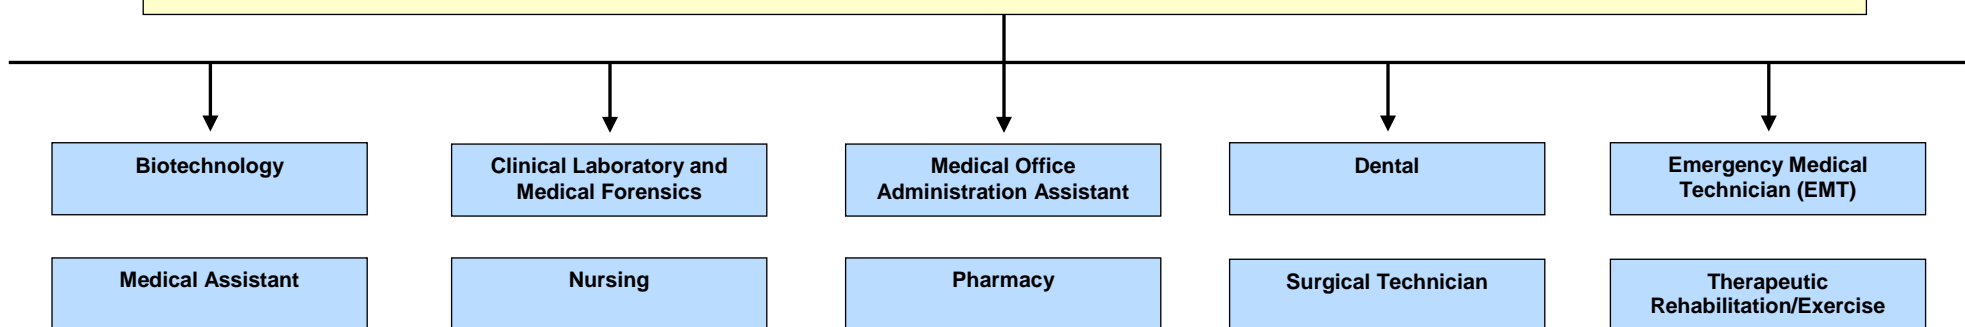 Biotechnology
Clinical Laboratory and
Medical Forensics
Medical Office
Administration Assistant
Dental
Emergency Medical
Technician (EMT)
Medical Assistant
Nursing
Pharmacy
Surgical Technician
Therapeutic
Rehabilitation/Exercise